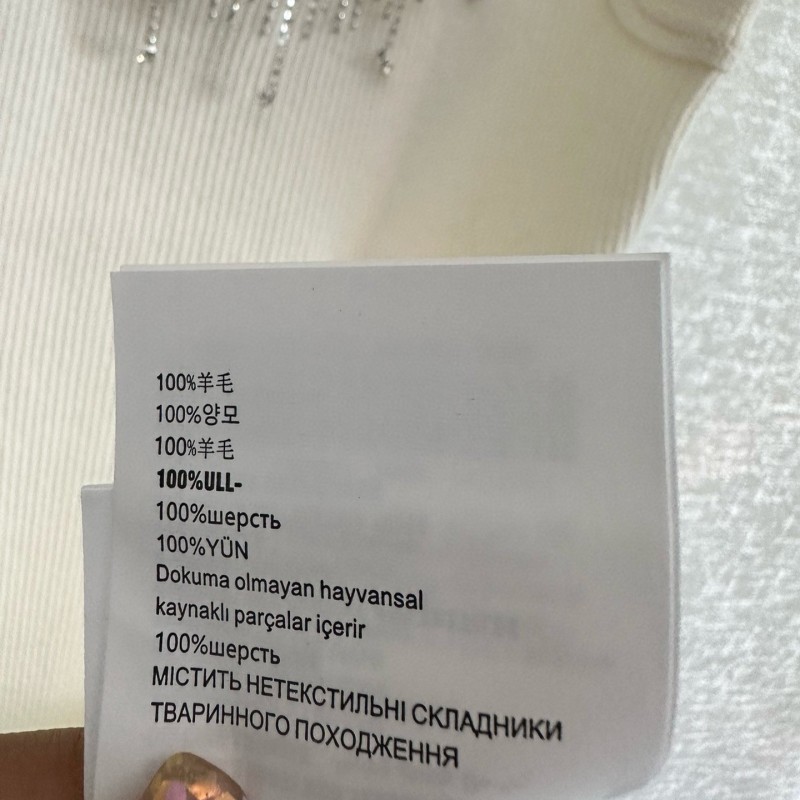 100%羊毛
100%양모
100%羊毛
100%ULL-
100%шерсть
100%YÜN
Dokuma olmayan hayvansal
kaynaklı parçalar içerir
100%шерсть
МІСТИТЬ НЕТЕКСТИЛЬНІ СКЛАДНИКИ
ТВАРИННОГО ПОХОДЖЕННЯ